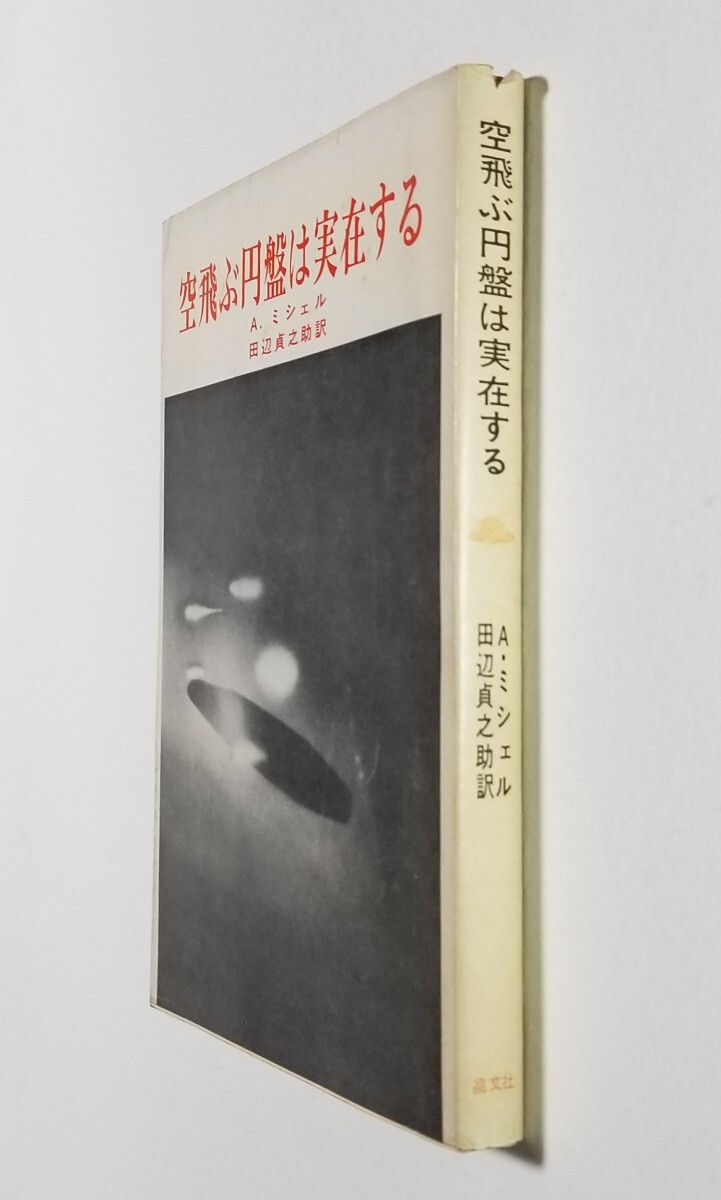 空飛ぶ円盤は実在する
A.ミシェル
田辺貞之助訳
空飛ぶ円盤は実在する
A・ミシェル
田辺貞之助訳
高文社